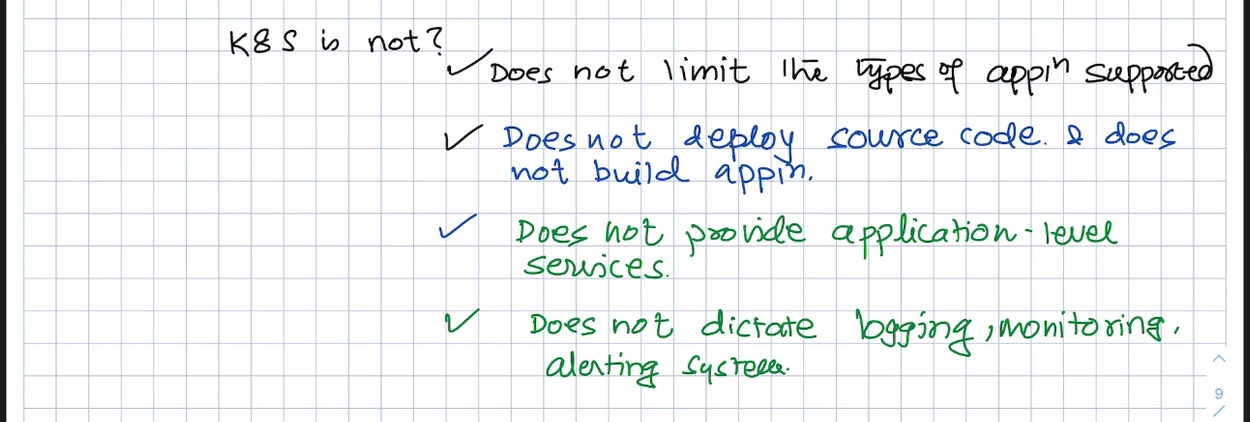 K8S is not?
✓ Does not limit the types of appln supported
✓ Does not deploy source code. & does
not build appln.
✓ Does not provide application-level
services.
✓ Does not dictate logging, monitoring,
alerting system.
9